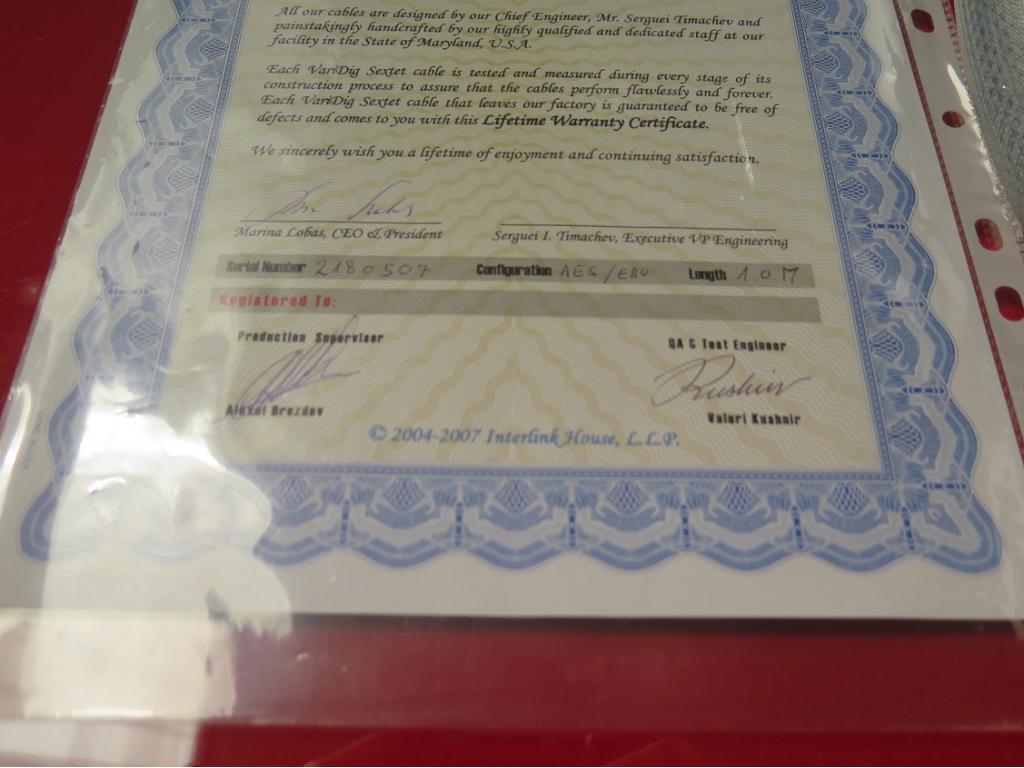 All our cables are designed by our Chief Engineer, Mr. Serguei Timachev and
painstakingly handcrafted by our highly qualified and dedicated staff at our
facility in the State of Maryland, U.S.A.
Each VariDig Sextet cable is tested and measured during every stage of its
construction process to assure that the cables perform flawlessly and forever.
Each VariDig Sextet cable that leaves our factory is guaranteed to be free of
defects and comes to you with this Lifetime Warranty Certificate.
We sincerely wish you a lifetime of enjoyment and continuing satisfaction.
Marina Lobas, CEO & President
Serguei I. Timachev, Executive VP Engineering
Serial Number 2180507 Configuration AES/EBU Length 1.0 M
Registered To:
Production Supervisor
QA & Test Engineer
Alexei Drozdov
Valeri Kushnir
© 2004-2007 Interlink House, L.L.P.